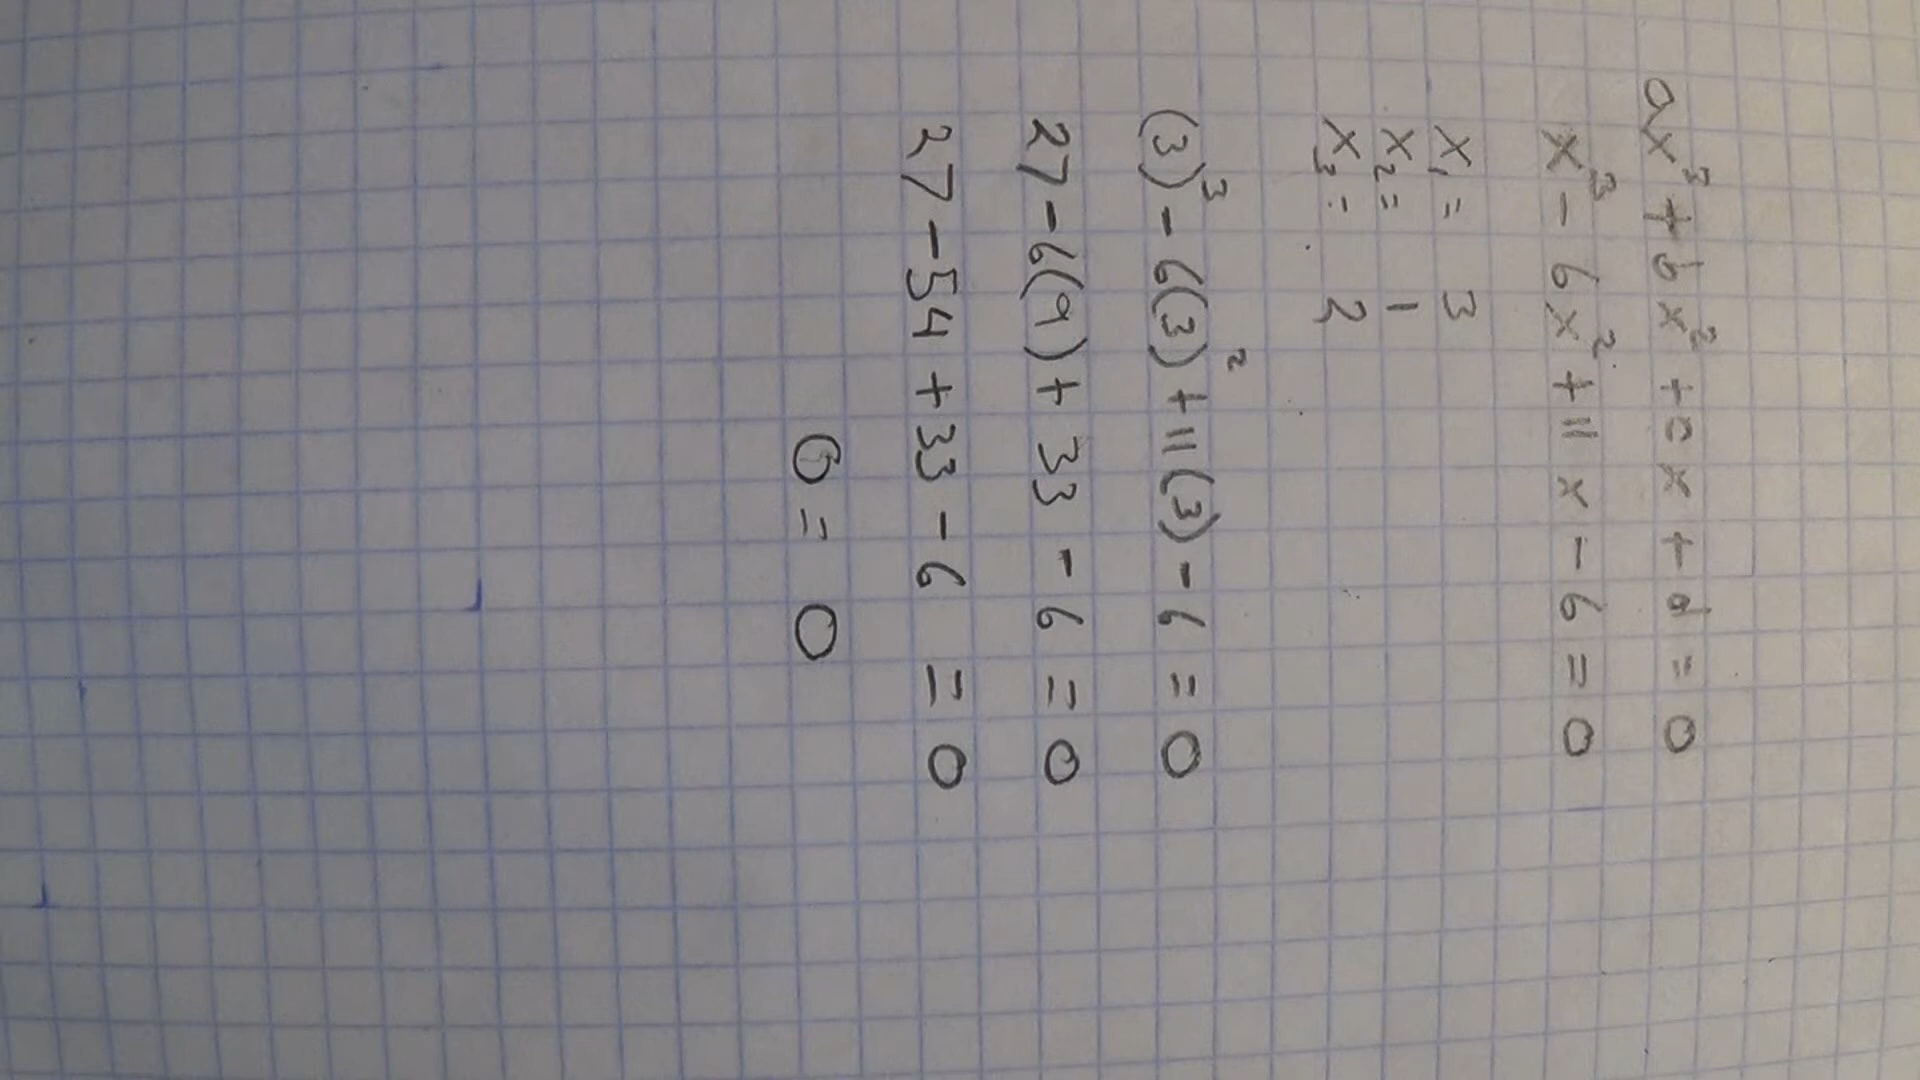 ax³ + bx² + cx + d = 0
x³ - 6x² + 11x - 6 = 0
x₁ = 3
x₂ = 1
x₃ = 2
(3)³ - 6(3)² + 11(3) - 6 = 0
27 - 6(9) + 33 - 6 = 0
27 - 54 + 33 - 6 = 0
0 = 0